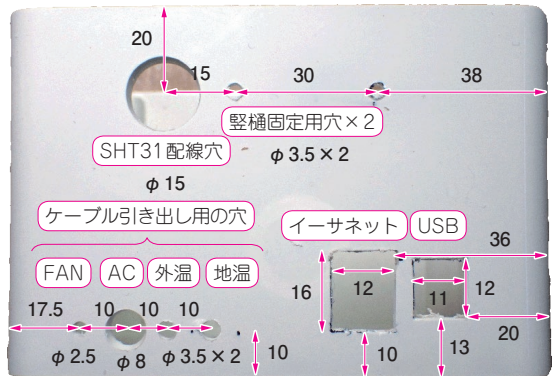 20
15
30
38
竪樋固定用穴×2
SHT31配線穴
φ3.5×2
φ15
ケーブル引き出し用の穴
イーサネット
USB
36
FAN
AC
外温
地温
16
12
11
12
17.5
10
10
10
20
φ2.5
φ8
φ3.5×2
10
10
13